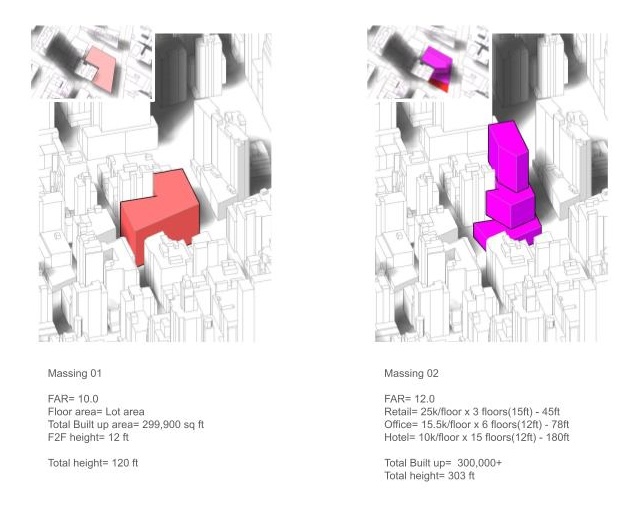 Massing 01
FAR= 10.0
Floor area= Lot area
Total Built up area= 299,900 sq ft
F2F height= 12 ft
Total height= 120 ft
Massing 02
FAR= 12.0
Retail= 25k/floor x 3 floors(15ft) - 45ft
Office= 15.5k/floor x 6 floors(12ft) - 78ft
Hotel= 10k/floor x 15 floors(12ft) - 180ft
Total Built up=  300,000+
Total height= 303 ft